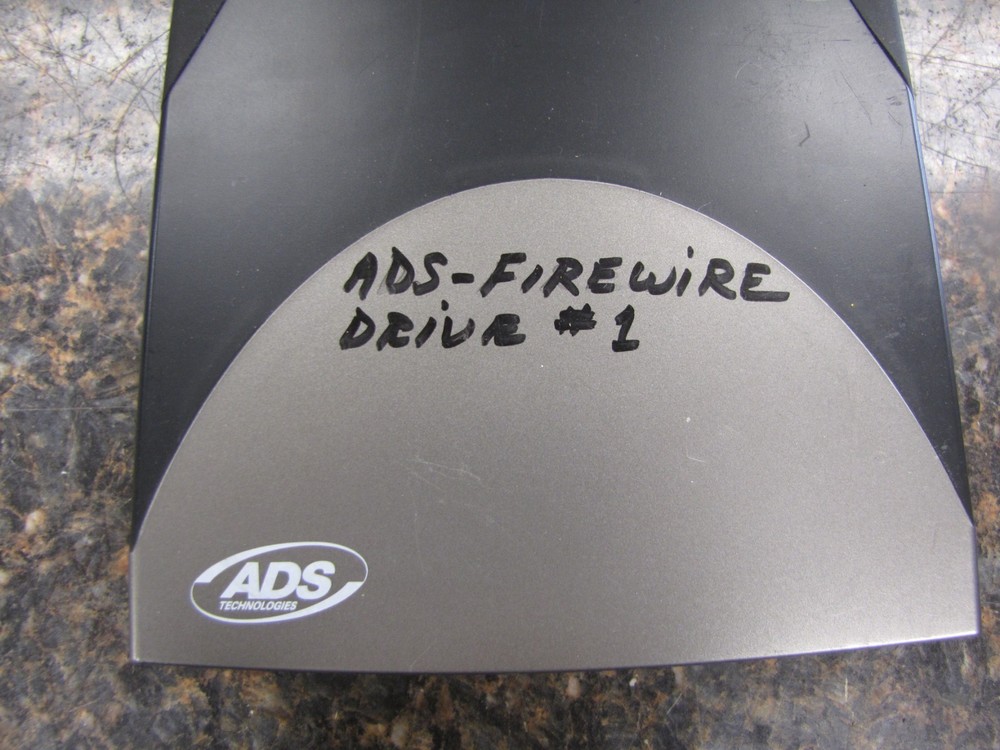 ADS-FIREWiRE
DRiVE #1
ADS
TECHNOLOGIES